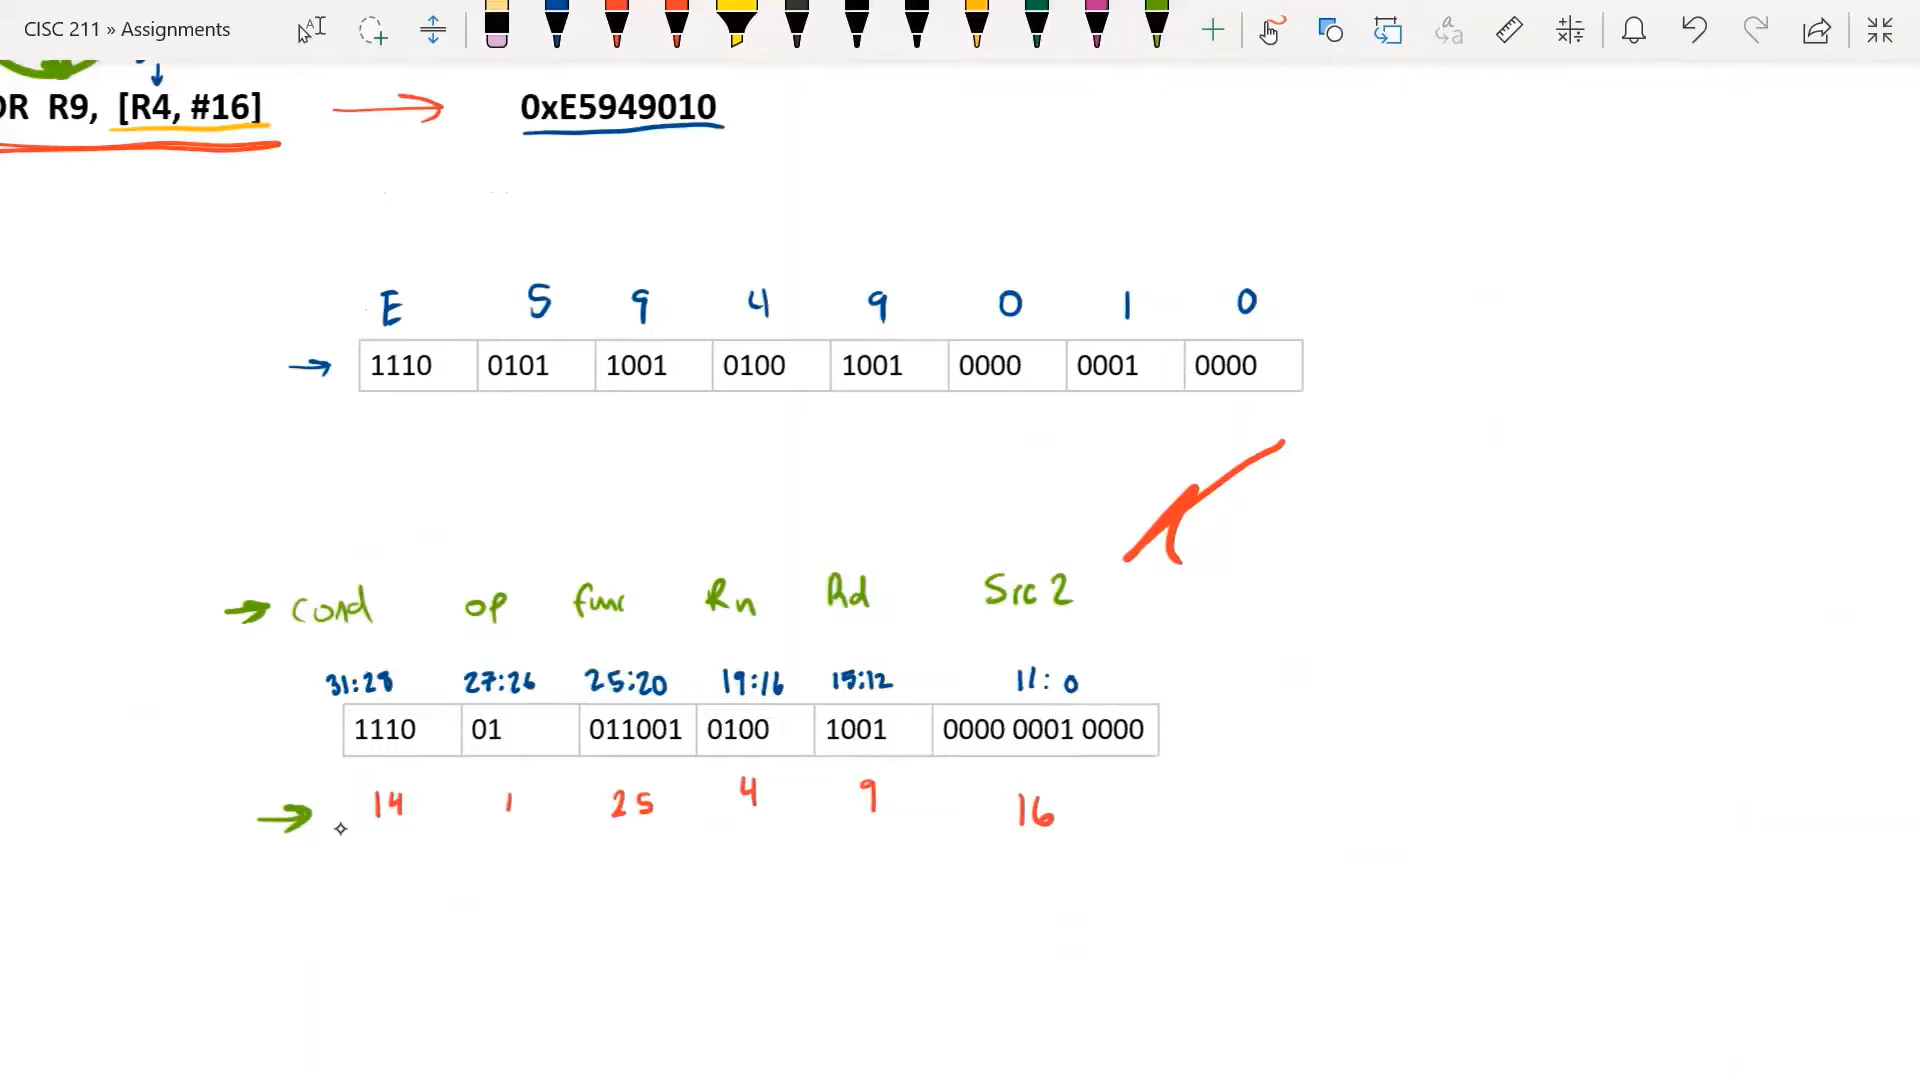 CISC 211 » Assignments
DR R9, [R4, #16] 0xE5949010
E 5 9 4 9 0 1 0
1110 0101 1001 0100 1001 0000 0001 0000
cond op func Rn Rd Src 2
31:28 27:26 25:20 19:16 15:12 11:0
1110 01 011001 0100 1001 0000 0001 0000
14 1 25 4 9 16